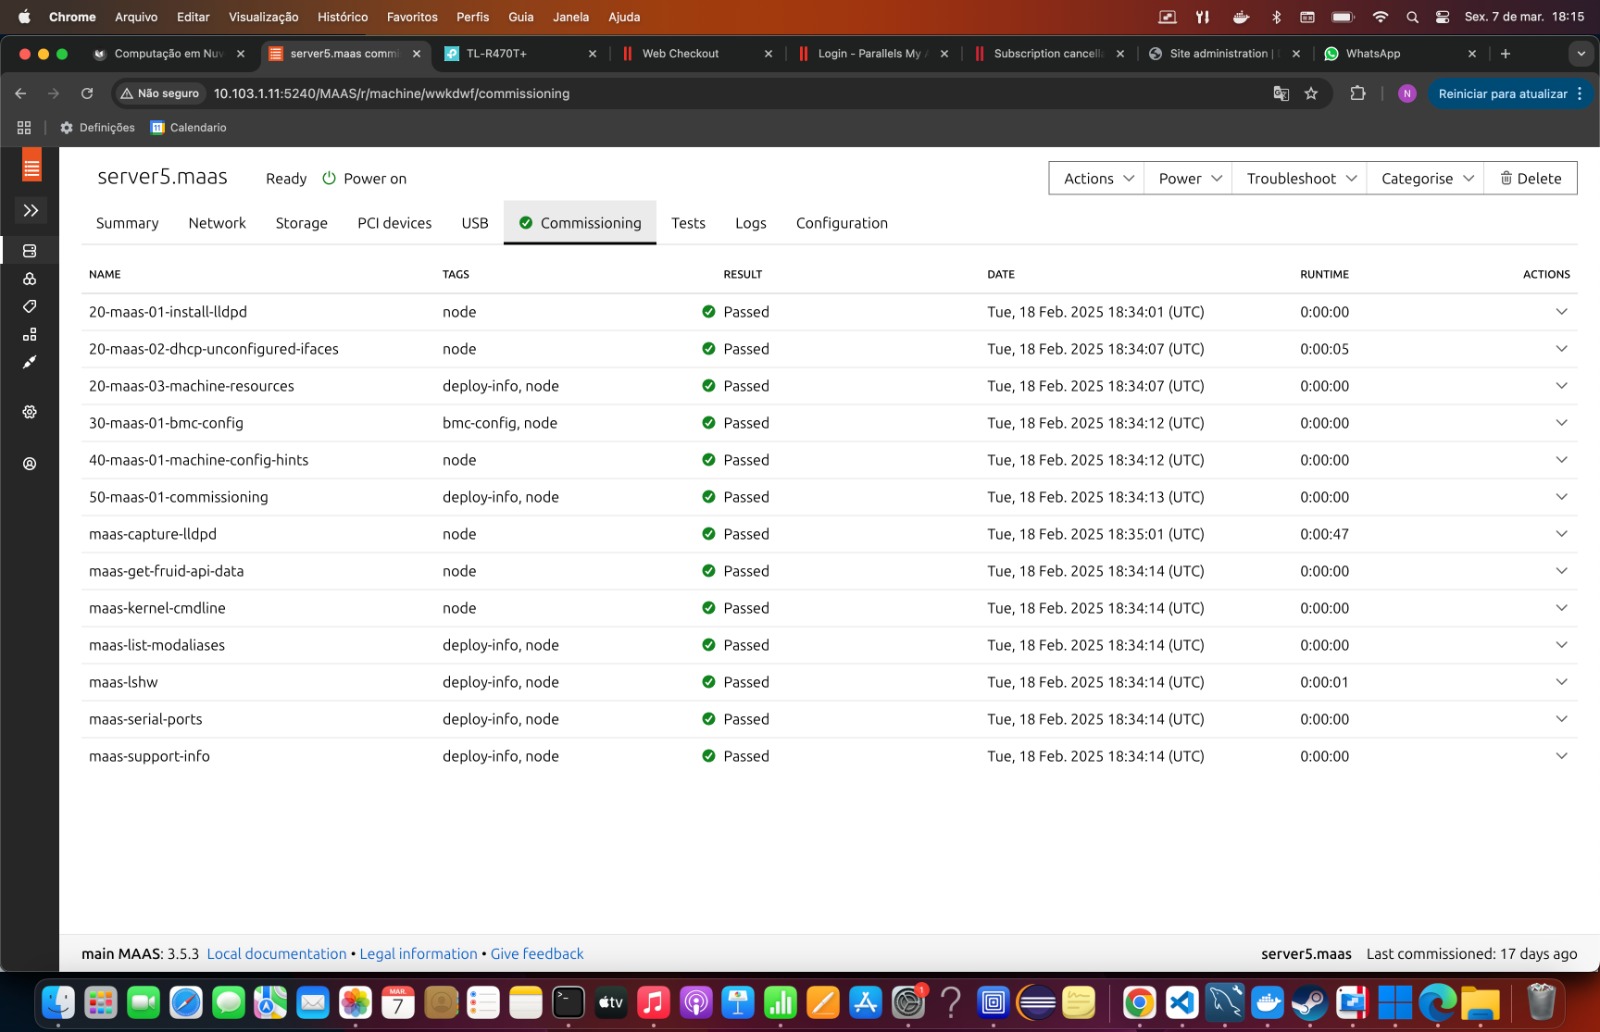 Chrome Arquivo Editar Visualização Histórico Favoritos Perfis Guia Janela Ajuda Sex. 7 de mar. 18:15
Computação em Nuv server5.maas commi TL-R470T+ Web Checkout Login - Parallels My A Subscription cancella Site administration | WhatsApp
Não seguro 10.103.1.11:5240/MAAS/r/machine/wwkdwf/commissioning N Reiniciar para atualizar
Definições Calendario
server5.maas Ready Power on Actions Power Troubleshoot Categorise Delete
Summary Network Storage PCI devices USB Commissioning Tests Logs Configuration
NAME TAGS RESULT DATE RUNTIME ACTIONS
20-maas-01-install-lldpd node Passed Tue, 18 Feb. 2025 18:34:01 (UTC) 0:00:00
20-maas-02-dhcp-unconfigured-ifaces node Passed Tue, 18 Feb. 2025 18:34:07 (UTC) 0:00:05
20-maas-03-machine-resources deploy-info, node Passed Tue, 18 Feb. 2025 18:34:07 (UTC) 0:00:00
30-maas-01-bmc-config bmc-config, node Passed Tue, 18 Feb. 2025 18:34:12 (UTC) 0:00:00
40-maas-01-machine-config-hints node Passed Tue, 18 Feb. 2025 18:34:12 (UTC) 0:00:00
50-maas-01-commissioning deploy-info, node Passed Tue, 18 Feb. 2025 18:34:13 (UTC) 0:00:00
maas-capture-lldpd node Passed Tue, 18 Feb. 2025 18:35:01 (UTC) 0:00:47
maas-get-fruid-api-data node Passed Tue, 18 Feb. 2025 18:34:14 (UTC) 0:00:00
maas-kernel-cmdline node Passed Tue, 18 Feb. 2025 18:34:14 (UTC) 0:00:00
maas-list-modaliases deploy-info, node Passed Tue, 18 Feb. 2025 18:34:14 (UTC) 0:00:00
maas-lshw deploy-info, node Passed Tue, 18 Feb. 2025 18:34:14 (UTC) 0:00:01
maas-serial-ports deploy-info, node Passed Tue, 18 Feb. 2025 18:34:14 (UTC) 0:00:00
maas-support-info deploy-info, node Passed Tue, 18 Feb. 2025 18:34:14 (UTC) 0:00:00
main MAAS: 3.5.3 Local documentation • Legal information • Give feedback server5.maas Last commissioned: 17 days ago
MAR. 7 tv 1